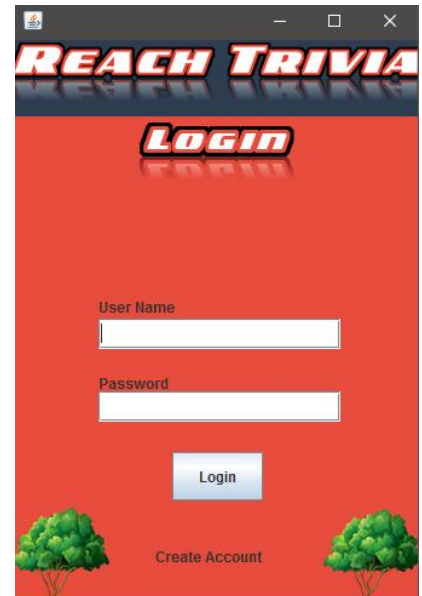 REACH TRIVIA
LOGIN
User Name
Password
Login
Create Account